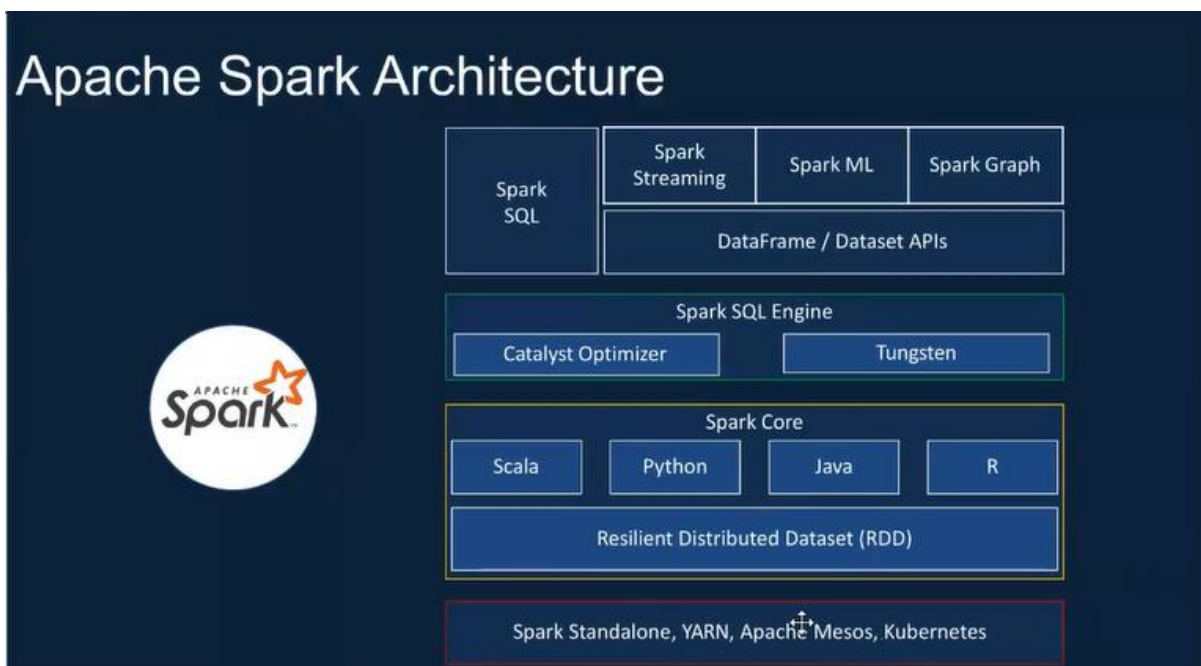 Apache Spark Architecture
Spark
SQL
Spark
Streaming
Spark ML
Spark Graph
DataFrame / Dataset APIs
Spark SQL Engine
Catalyst Optimizer
Tungsten
APACHE
Spark™
Spark Core
Scala
Python
Java
R
Resilient Distributed Dataset (RDD)
Spark Standalone, YARN, Apache Mesos, Kubernetes